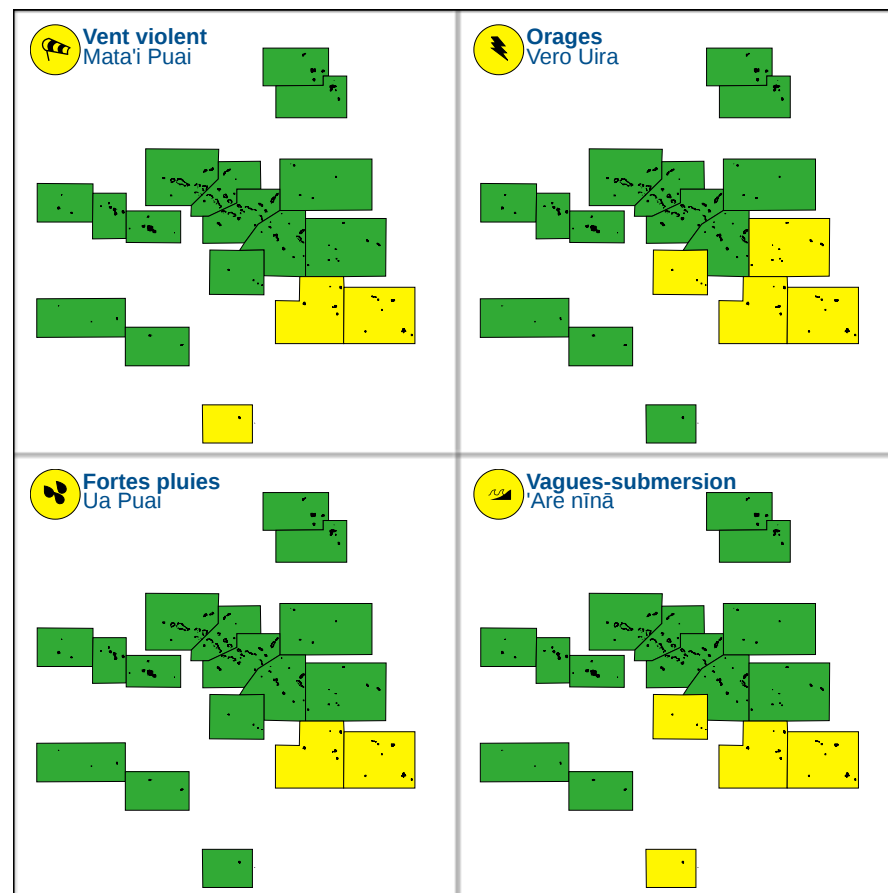 Vent violent
Mata'i Puai
Orages
Vero Uira
Fortes pluies
Ua Puai
Vagues-submersion
'Are nīnā